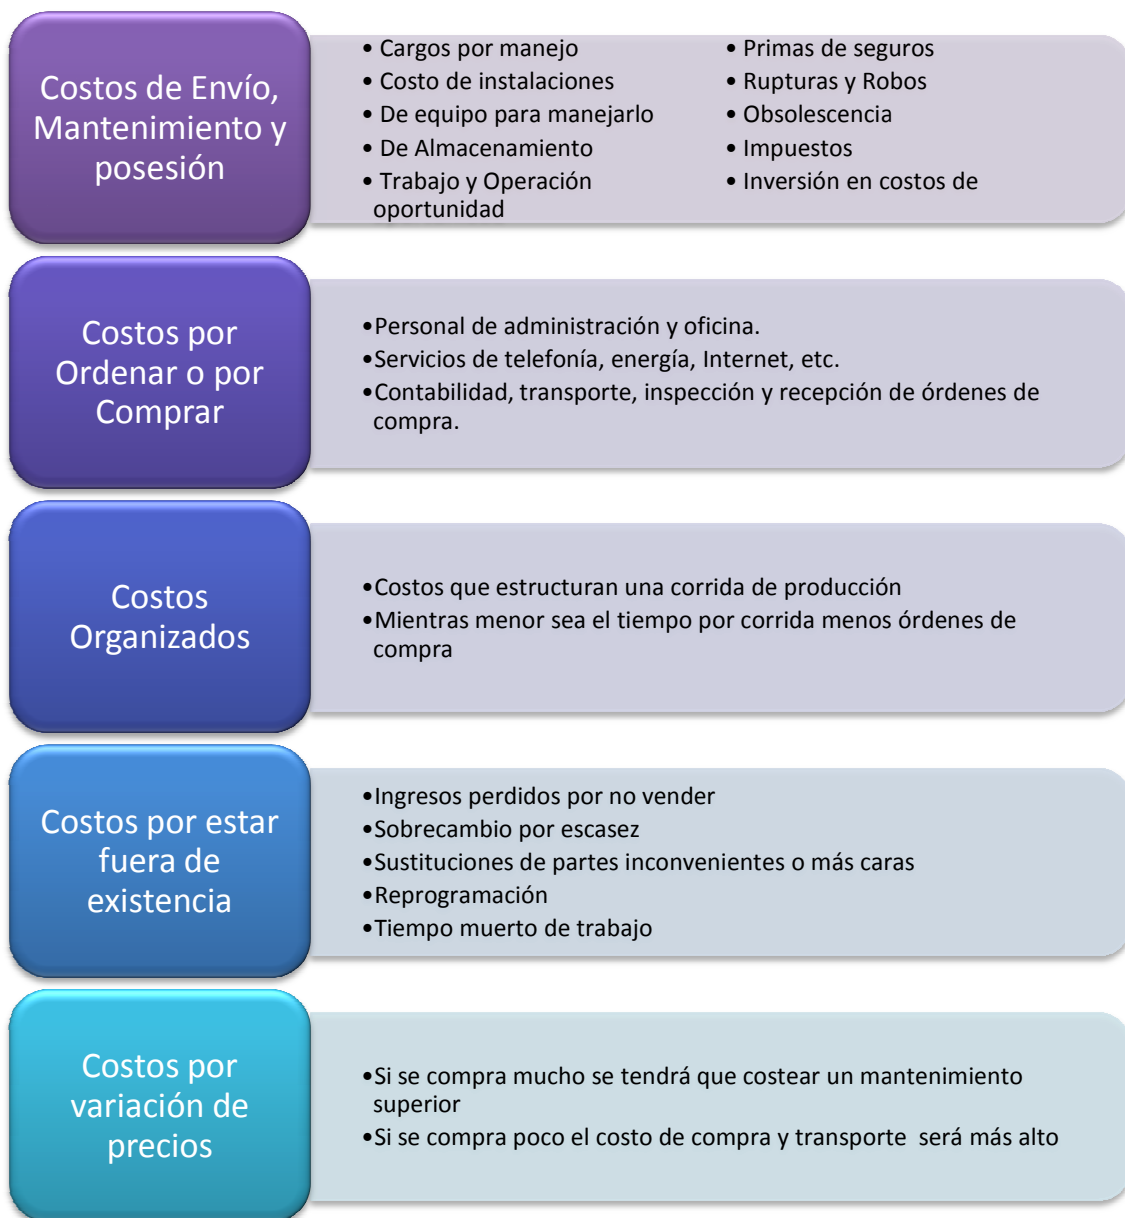 Costos de Envío,
Mantenimiento y
posesión
• Cargos por manejo • Primas de seguros
• Costo de instalaciones • Rupturas y Robos
• De equipo para manejarlo • Obsolescencia
• De Almacenamiento • Impuestos
• Trabajo y Operación • Inversión en costos de
oportunidad
Costos por
Ordenar o por
Comprar
•Personal de administración y oficina.
•Servicios de telefonía, energía, Internet, etc.
•Contabilidad, transporte, inspección y recepción de órdenes de
compra.
Costos
Organizados
•Costos que estructuran una corrida de producción
•Mientras menor sea el tiempo por corrida menos órdenes de
compra
Costos por estar
fuera de
existencia
•Ingresos perdidos por no vender
•Sobrecambio por escasez
•Sustituciones de partes inconvenientes o más caras
•Reprogramación
•Tiempo muerto de trabajo
Costos por
variación de
precios
•Si se compra mucho se tendrá que costear un mantenimiento
superior
•Si se compra poco el costo de compra y transporte será más alto